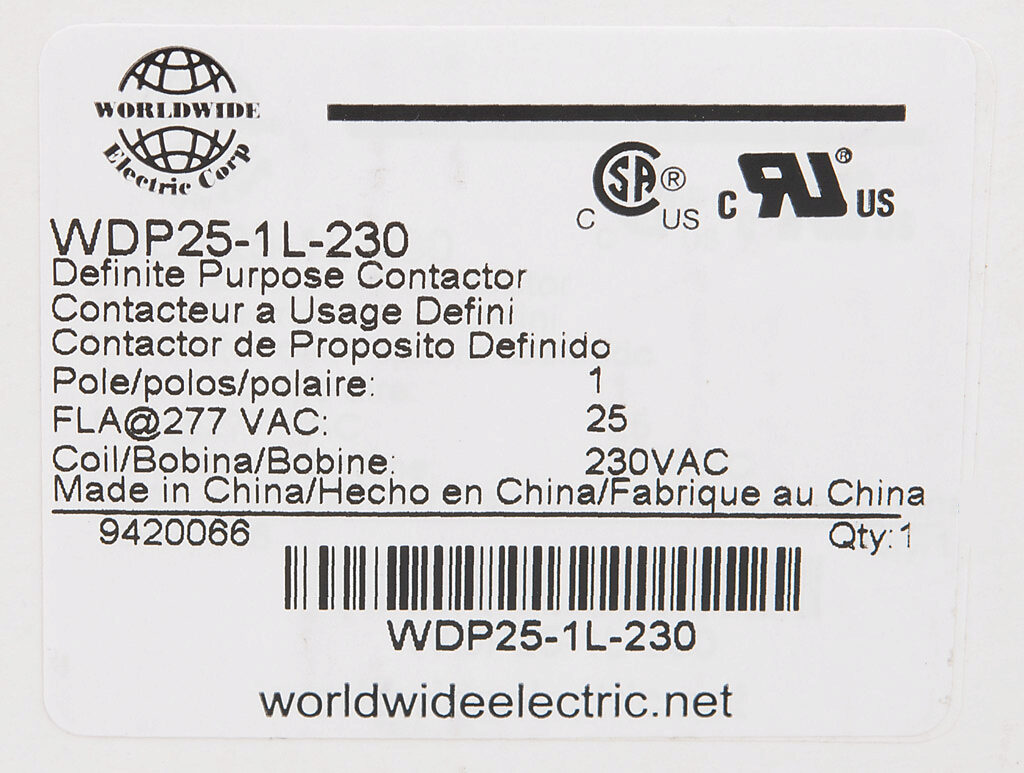 WORLDWIDE
Electric Corp
C SA ® C US
C RU ® US
WDP25-1L-230
Definite Purpose Contactor
Contacteur a Usage Defini
Contactor de Proposito Definido
Pole/polos/polaire: 1
FLA@277 VAC: 25
Coil/Bobina/Bobine: 230VAC
Made in China/Hecho en China/Fabrique au China
9420066 Qty:1
WDP25-1L-230
worldwideelectric.net